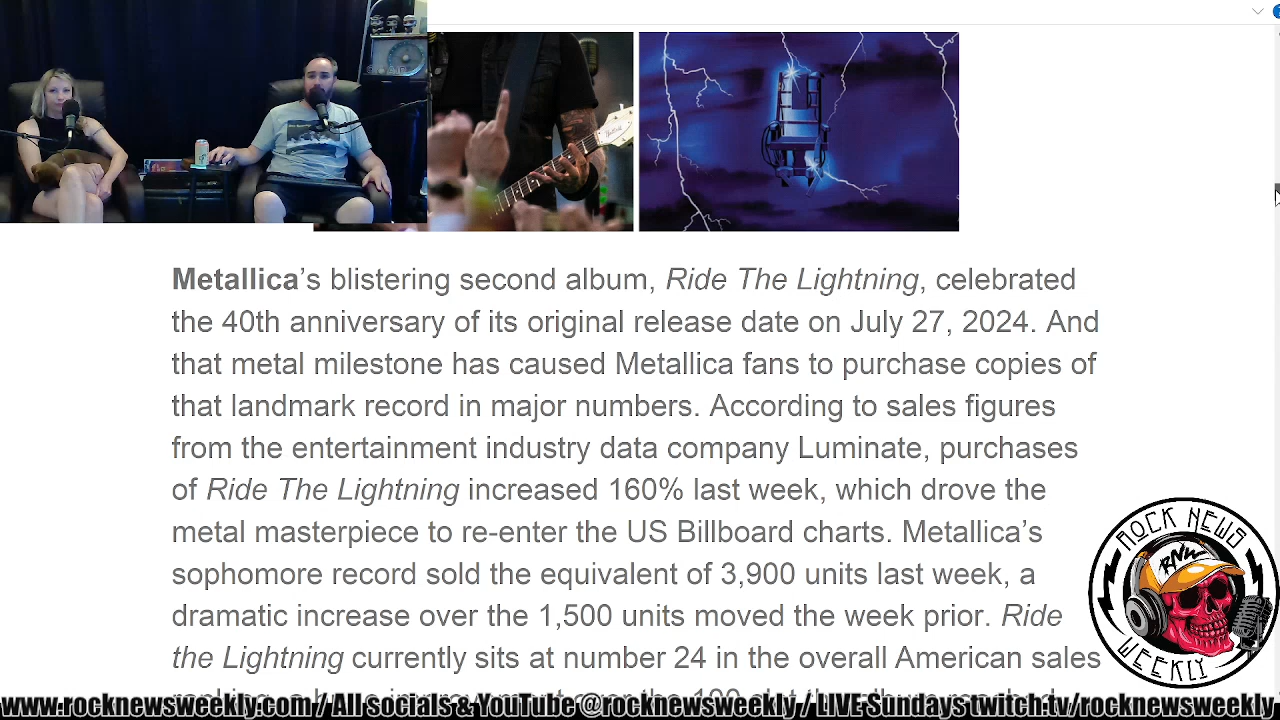 Metallica’s blistering second album, Ride The Lightning, celebrated
the 40th anniversary of its original release date on July 27, 2024. And
that metal milestone has caused Metallica fans to purchase copies of
that landmark record in major numbers. According to sales figures
from the entertainment industry data company Luminate, purchases
of Ride The Lightning increased 160% last week, which drove the
metal masterpiece to re-enter the US Billboard charts. Metallica’s
sophomore record sold the equivalent of 3,900 units last week, a
dramatic increase over the 1,500 units moved the week prior. Ride
the Lightning currently sits at number 24 in the overall American sales
ROCK NEWS
RNW
WEEKLY
www.rocknewsweekly.com / All socials & YouTube @rocknewsweekly / LIVE Sundays twitch.tv/rocknewsweekly